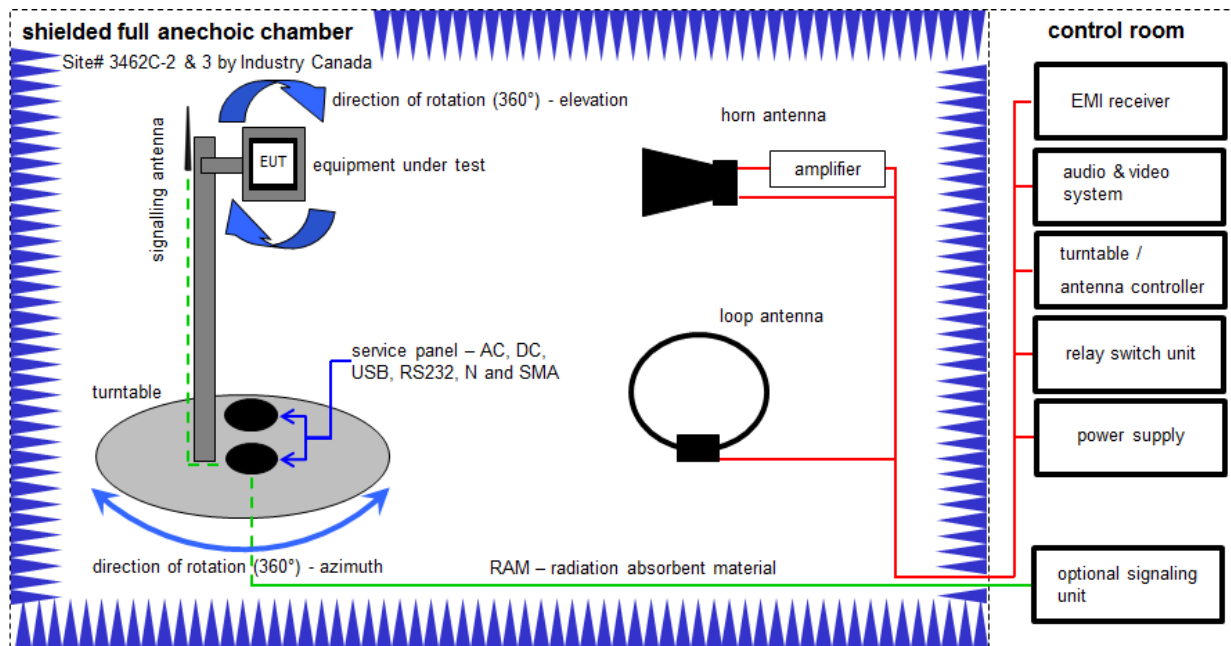 shielded full anechoic chamber
Site# 3462C-2 & 3 by Industry Canada
direction of rotation (360°) - elevation
signalling antenna
EUT
equipment under test
horn antenna
amplifier
loop antenna
service panel – AC, DC,
USB, RS232, N and SMA
turntable
direction of rotation (360°) - azimuth
RAM – radiation absorbent material
control room
EMI receiver
audio & video
system
turntable /
antenna controller
relay switch unit
power supply
optional signaling
unit